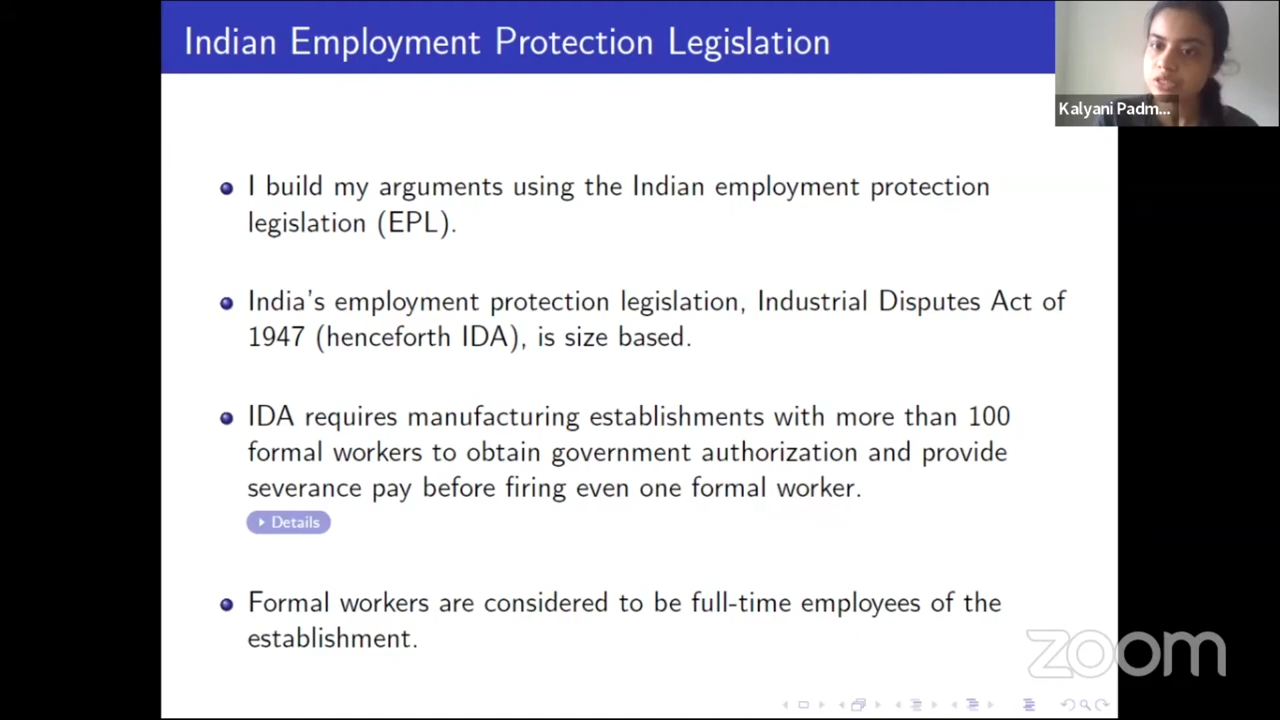 Indian Employment Protection Legislation
Kalyani Padm...
I build my arguments using the Indian employment protection
legislation (EPL).
India's employment protection legislation, Industrial Disputes Act of
1947 (henceforth IDA), is size based.
IDA requires manufacturing establishments with more than 100
formal workers to obtain government authorization and provide
severance pay before firing even one formal worker.
Details
Formal workers are considered to be full-time employees of the
establishment.
zoom